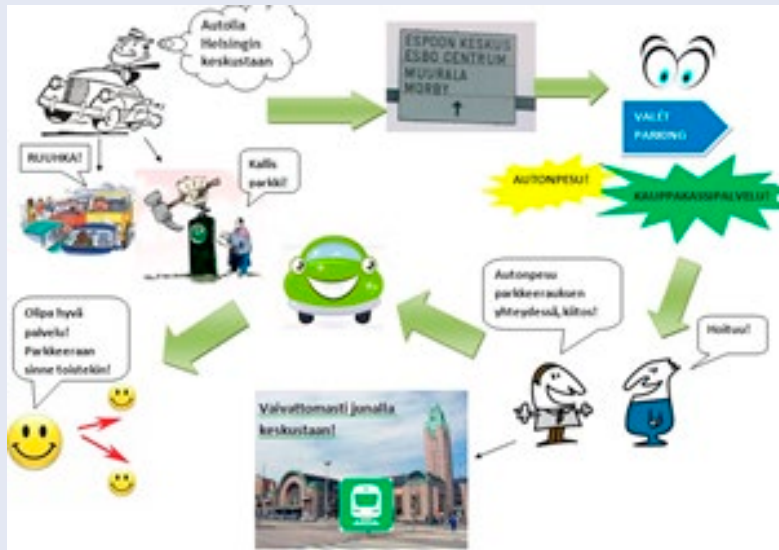 Autolla
Helsingin
keskustaan
ESPOON KESKUS
ESBO CENTRUM
MUURALA
MORBY
VALÉT
PARKING
RUUHKA!
Kallis
parkki!
AUTONPESU!
KAUPPAKASSIPALVELU!
Autonpesu
parkkeerauksen
yhteydessä, kiitos!
Hoituu!
Olipa hyvä
palvelu!
Parkkeeraan
sinne toistekin!
Vaivattomasti junalla
keskustaan!